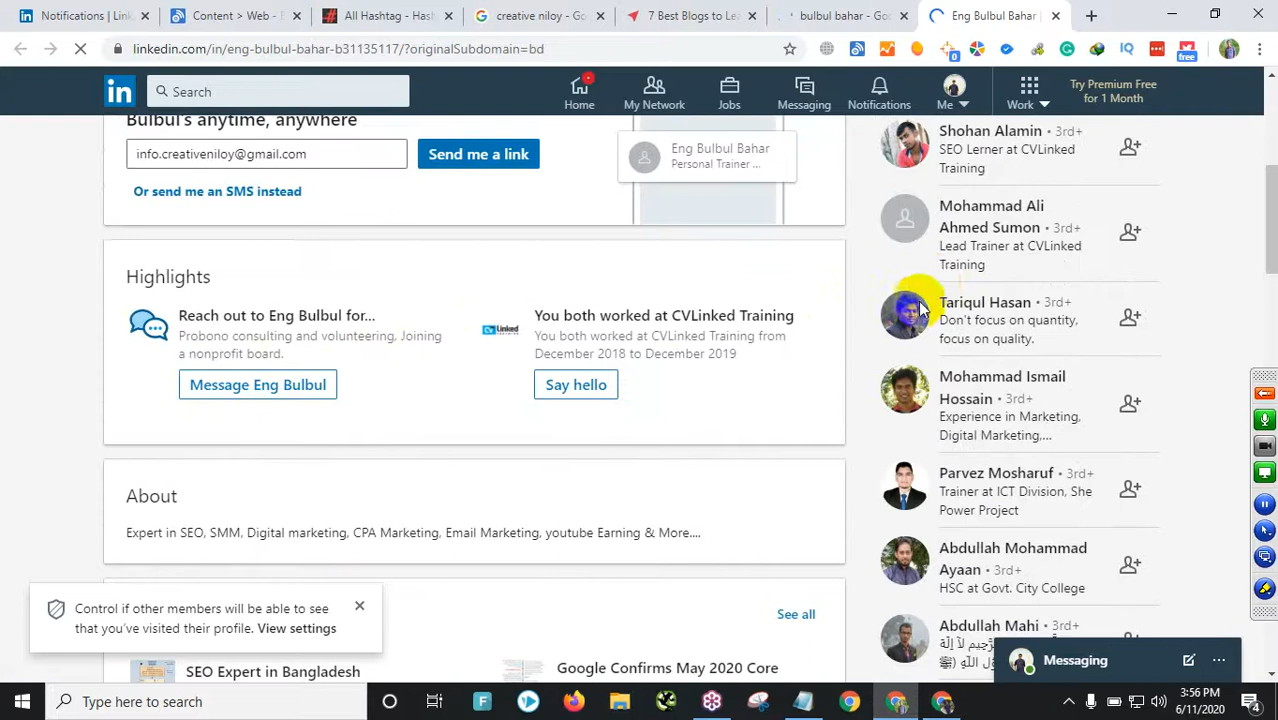 Notifications | Link
Content > Web - E
All Hashtag - Hash
creative niloy - Go
7 Best Blogs to Le
bulbul bahar - Goo
Eng Bulbul Bahar |
linkedin.com/in/eng-bulbul-bahar-b31135117/?originalSubdomain=bd
0
free
in
Search
Home
My Network
Jobs
Messaging
Notifications
Me
Work
Try Premium Free
for 1 Month
Bulbul's anytime, anywhere
info.creativeniloy@gmail.com
Send me a link
Or send me an SMS instead
Eng Bulbul Bahar
Personal Trainer ...
Highlights
Reach out to Eng Bulbul for...
Probono consulting and volunteering, Joining
a nonprofit board.
Message Eng Bulbul
Linked
You both worked at CVLinked Training
You both worked at CVLinked Training from
December 2018 to December 2019
Say hello
About
Expert in SEO, SMM, Digital marketing, CPA Marketing, Email Marketing, youtube Earning & More....
See all
SEO Expert in Bangladesh
Google Confirms May 2020 Core
Control if other members will be able to see
that you've visited their profile. View settings
Shohan Alamin • 3rd+
SEO Lerner at CVLinked
Training
Mohammad Ali
Ahmed Sumon • 3rd+
Lead Trainer at CVLinked
Training
Tariqul Hasan • 3rd+
Don't focus on quantity,
focus on quality.
Mohammad Ismail
Hossain • 3rd+
Experience in Marketing,
Digital Marketing,...
Parvez Mosharuf • 3rd+
Trainer at ICT Division, She
Power Project
Abdullah Mohammad
Ayaan • 3rd+
HSC at Govt. City College
Abdullah Mahi • 3rd+
Messaging
Type here to search
3:56 PM
6/11/2020
4